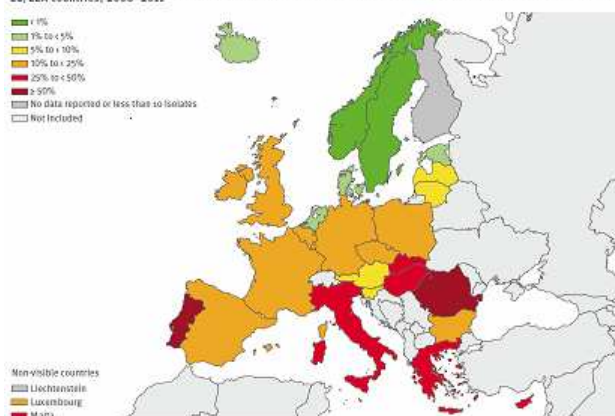 < 1%
1% to < 5%
5% to < 10%
10% to < 25%
25% to < 50%
≥ 50%
No data reported or less than 10 isolates
Not included
Non-visible countries
Liechtenstein
Luxembourg
Malta